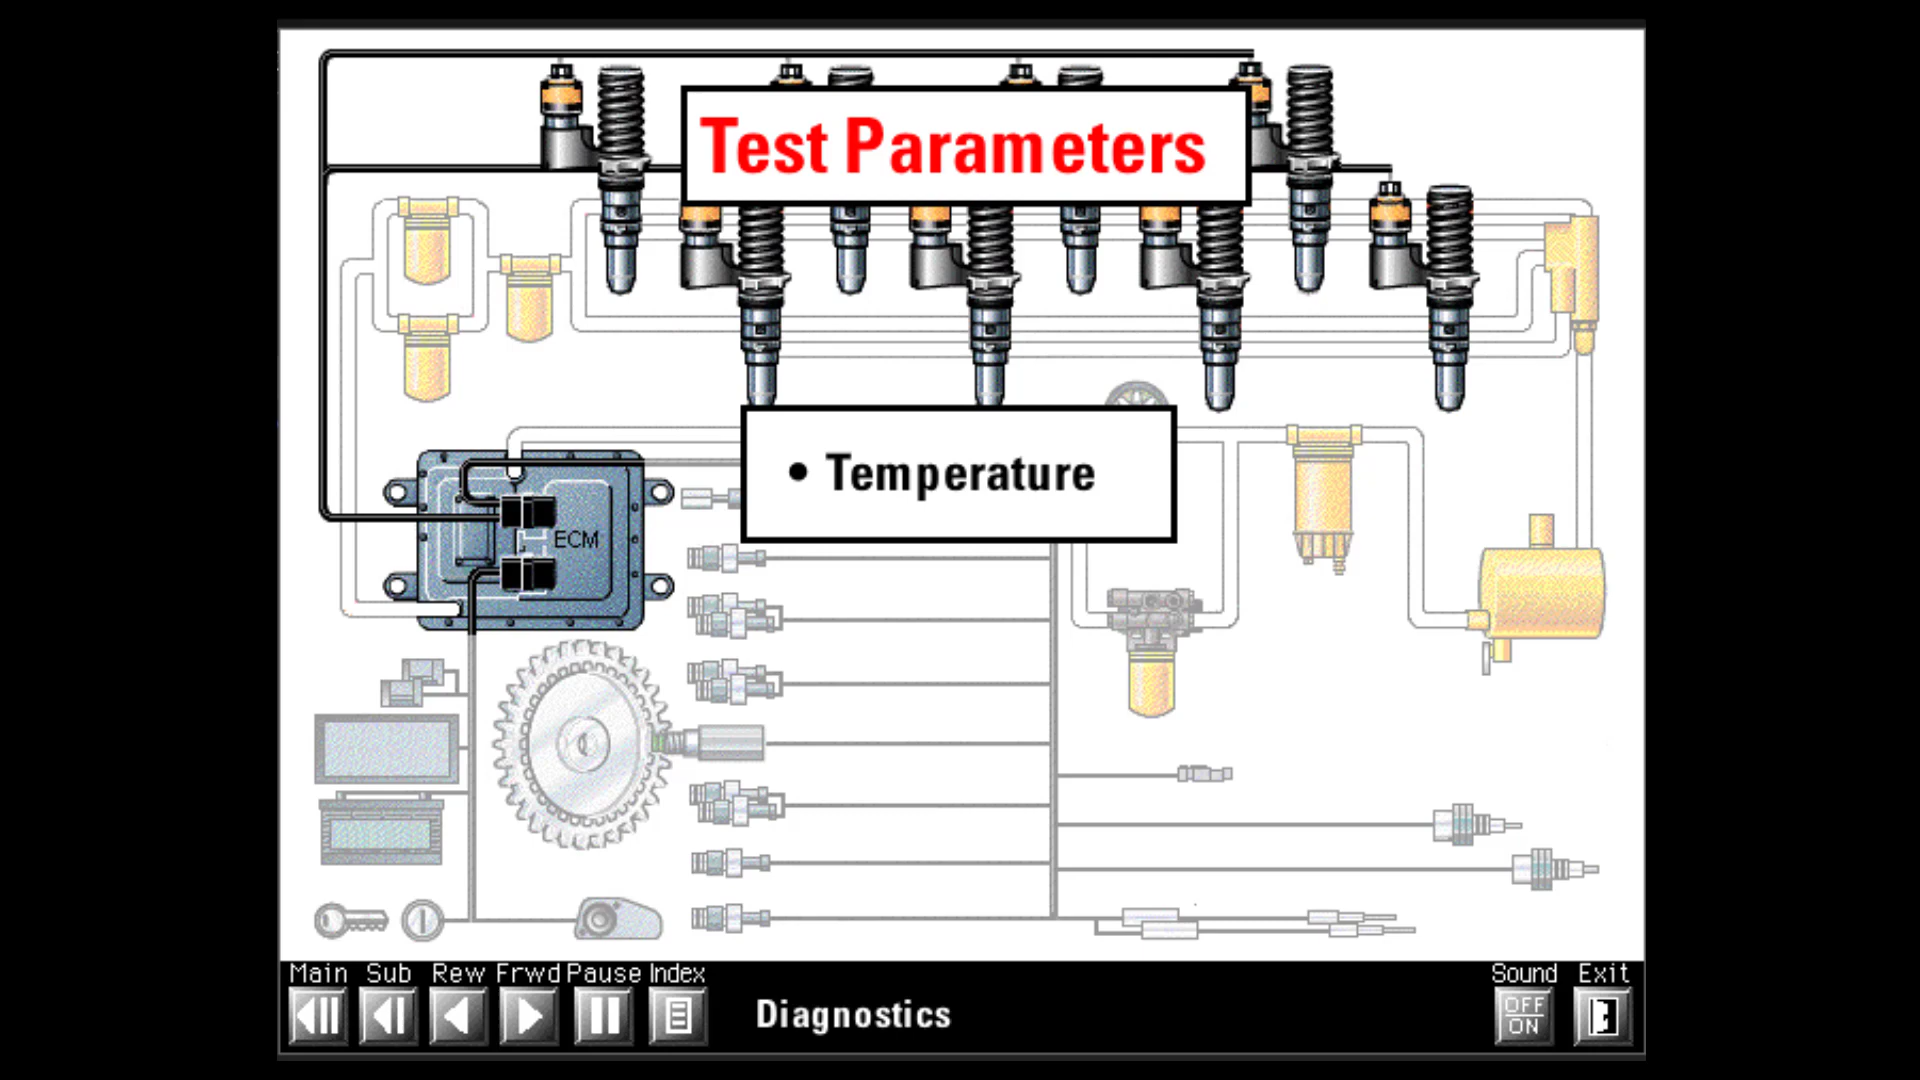 Test Parameters
• Temperature
ECM
Main Sub Rew Frwd Pause Index
Sound Exit
OFF
ON
Diagnostics